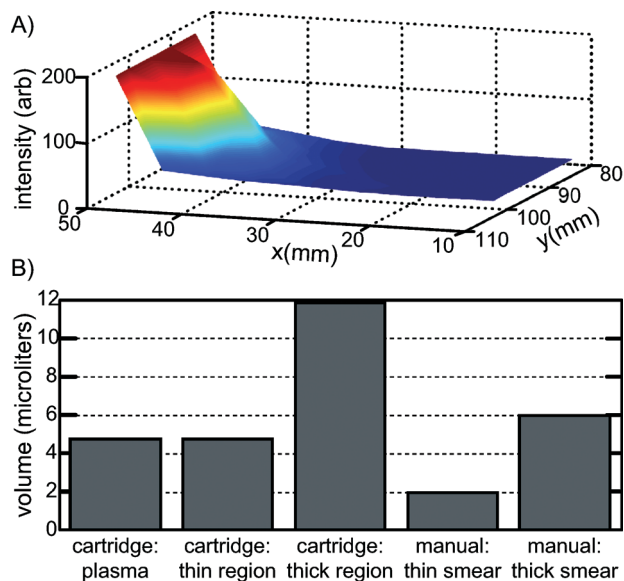 A)
intensity (arb)
200
100
0
50
40
30
20
10
x(mm)
110
100
90
80
y(mm)
B)
volume (microliters)
12
10
8
6
4
2
0
cartridge:
plasma
cartridge:
thin region
cartridge:
thick region
manual:
thin smear
manual:
thick smear